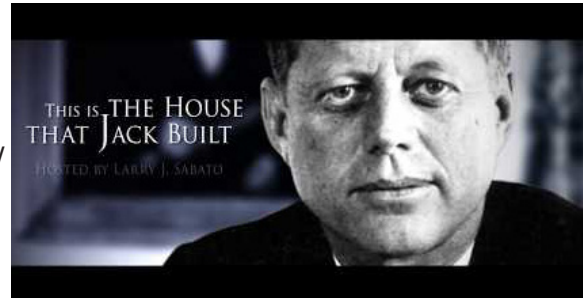 THIS IS THE HOUSE
THAT JACK BUILT
HOSTED BY LARRY J. SABATO